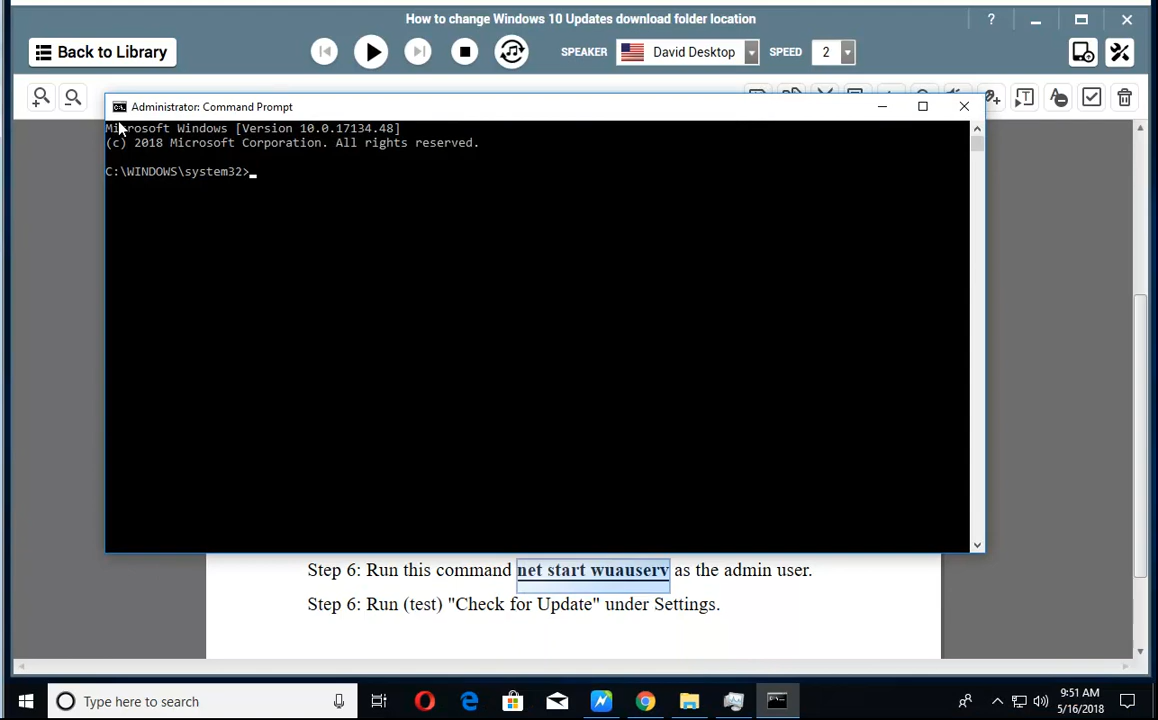 How to change Windows 10 Updates download folder location
?
Back to Library
SPEAKER
David Desktop
SPEED
2
Administrator: Command Prompt
Microsoft Windows [Version 10.0.17134.48]
(c) 2018 Microsoft Corporation. All rights reserved.
C:\WINDOWS\system32>
Step 6: Run this command net start wuauserv as the admin user.
Step 6: Run (test) "Check for Update" under Settings.
Type here to search
9:51 AM
5/16/2018